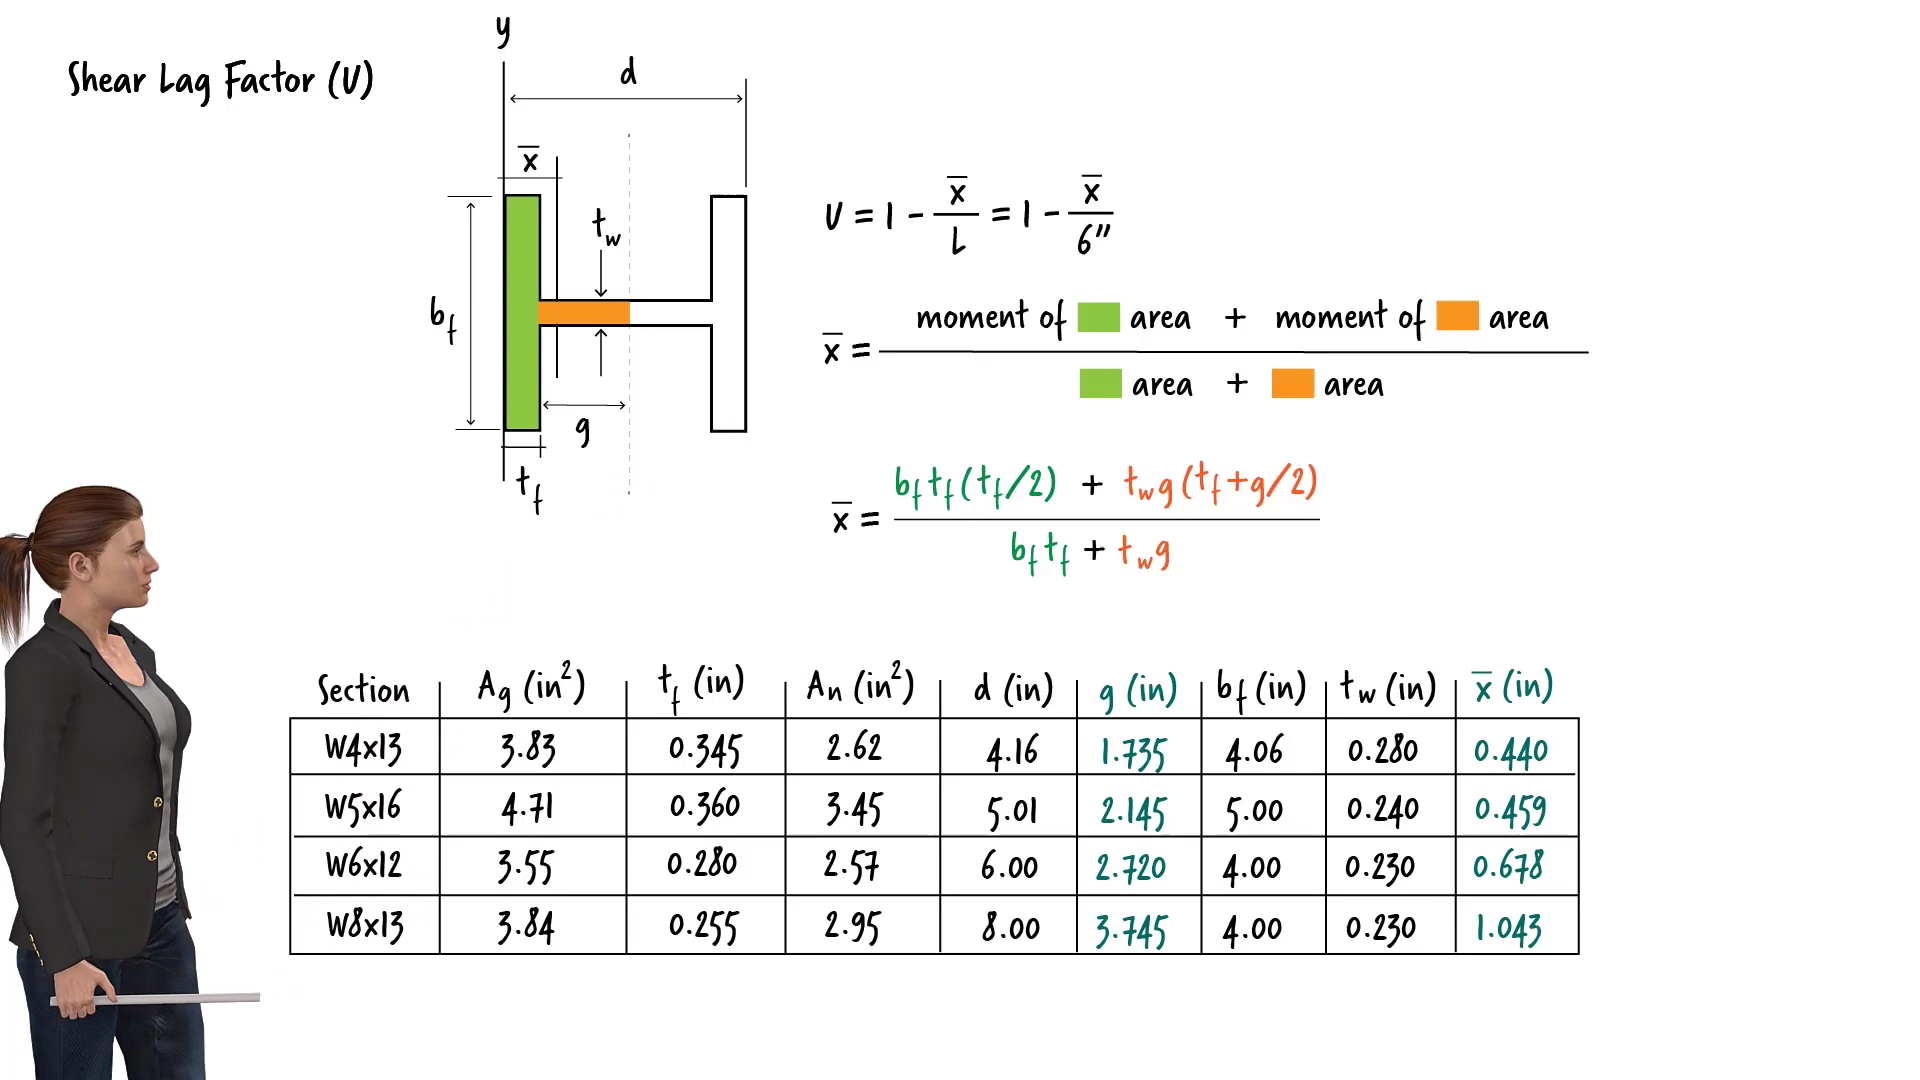 Shear Lag Factor (U)
y
d
x̄
t_w
b_f
g
t_f
U = 1 - x̄/L = 1 - x̄/6"
x̄ = (moment of area + moment of area) / (area + area)
x̄ = (b_f t_f (t_f/2) + t_w g (t_f+g/2)) / (b_f t_f + t_w g)
Section A_g (in²) t_f (in) A_n (in²) d (in) g (in) b_f (in) t_w (in) x̄ (in)
W4x13 3.83 0.345 2.62 4.16 1.735 4.06 0.280 0.440
W5x16 4.71 0.360 3.45 5.01 2.145 5.00 0.240 0.459
W6x12 3.55 0.280 2.57 6.00 2.720 4.00 0.230 0.678
W8x13 3.84 0.255 2.95 8.00 3.745 4.00 0.230 1.043